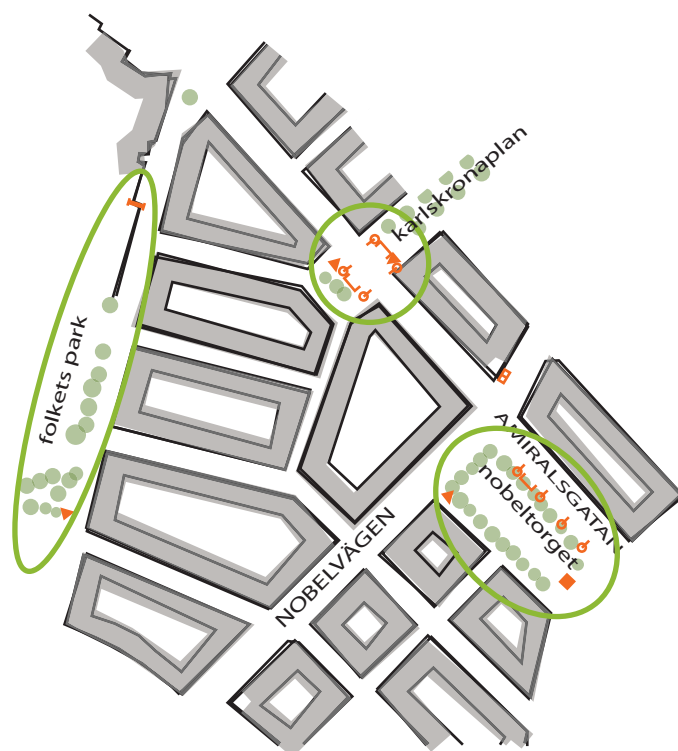 karlskronaplan
folkets park
AMIRALSGATAN
nobeltorget
NOBELVÄGEN